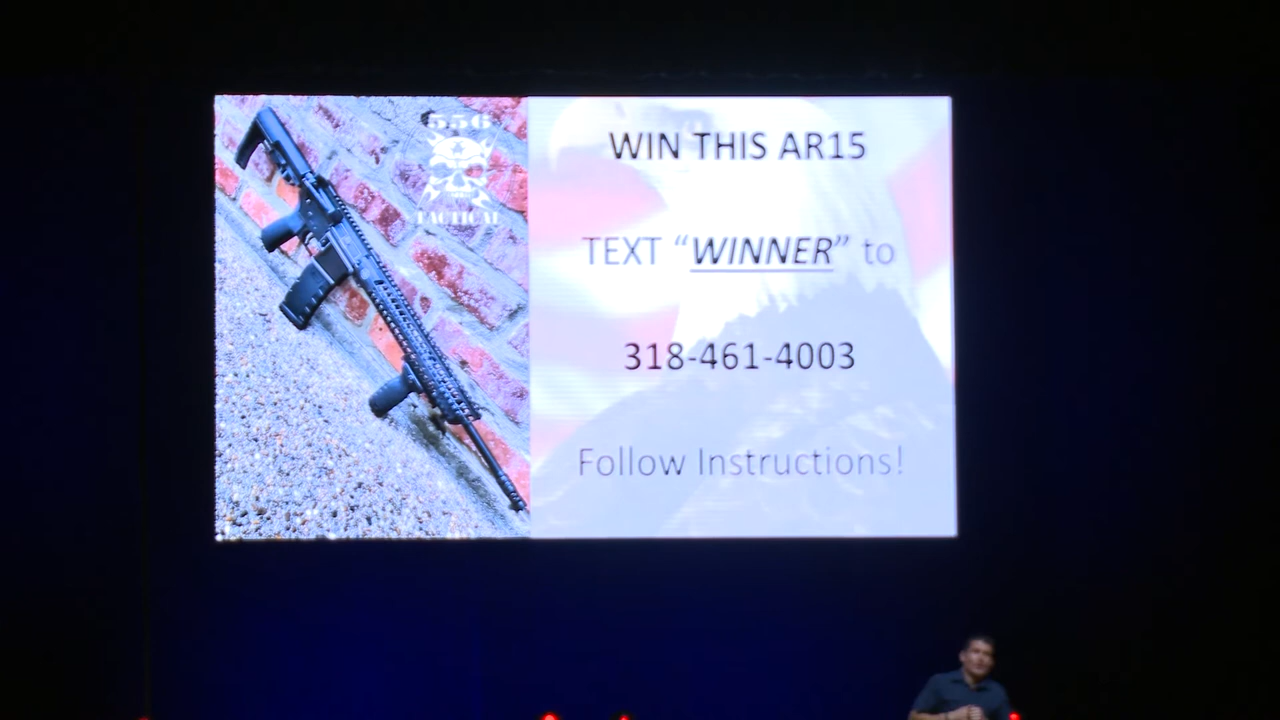 556
TACTICAL
WIN THIS AR15
TEXT “WINNER” to
318-461-4003
Follow Instructions!